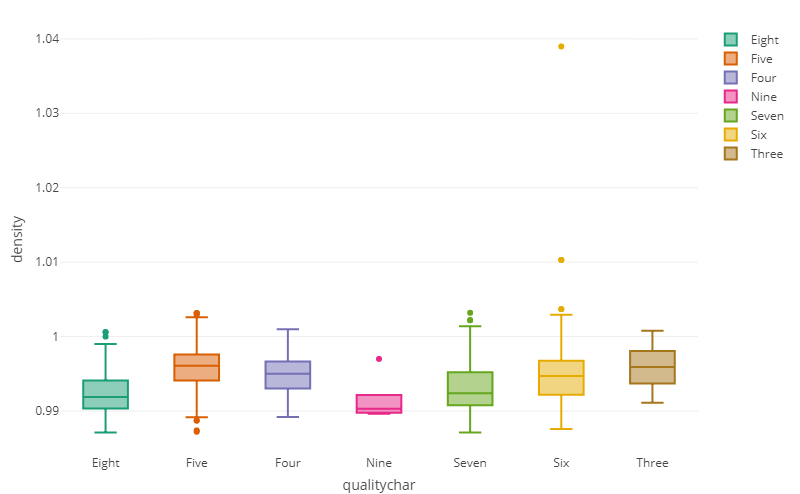 1.04
1.03
1.02
1.01
1
0.99
density
Eight Five Four Nine Seven Six Three
qualitychar
Eight
Five
Four
Nine
Seven
Six
Three